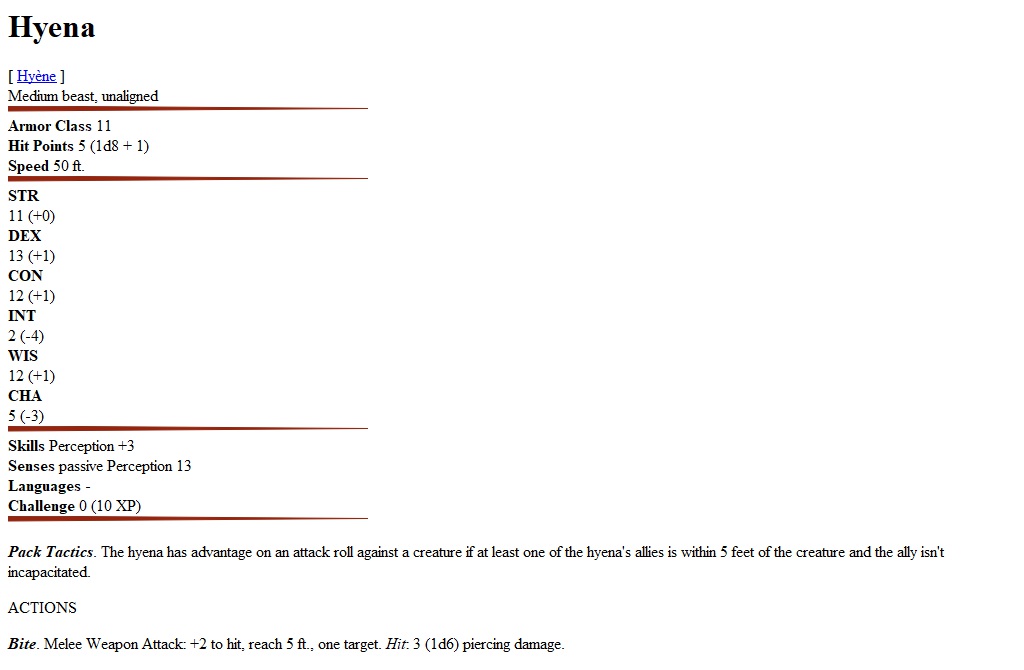 Hyena
[ Hyène ]
Medium beast, unaligned
Armor Class 11
Hit Points 5 (1d8 + 1)
Speed 50 ft.
STR
11 (+0)
DEX
13 (+1)
CON
12 (+1)
INT
2 (-4)
WIS
12 (+1)
CHA
5 (-3)
Skills Perception +3
Senses passive Perception 13
Languages -
Challenge 0 (10 XP)
Pack Tactics. The hyena has advantage on an attack roll against a creature if at least one of the hyena's allies is within 5 feet of the creature and the ally isn't
incapacitated.
ACTIONS
Bite. Melee Weapon Attack: +2 to hit, reach 5 ft., one target. Hit: 3 (1d6) piercing damage.